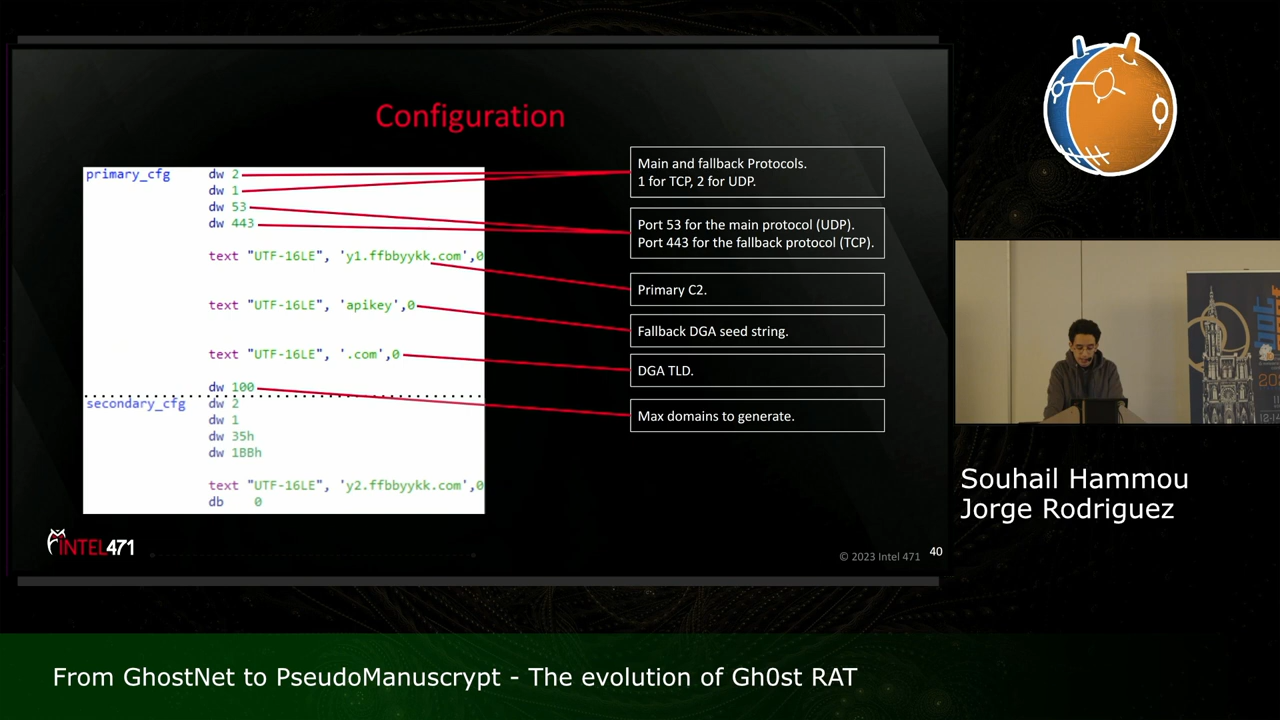 Configuration
primary_cfg dw 2
dw 1
dw 53
dw 443
text "UTF-16LE", 'y1.ffbbyykk.com',0
text "UTF-16LE", 'apikey',0
text "UTF-16LE", '.com',0
dw 100
secondary_cfg dw 2
dw 1
dw 35h
dw 1BBh
text "UTF-16LE", 'y2.ffbbyykk.com',0
db 0
Main and fallback Protocols.
1 for TCP, 2 for UDP.
Port 53 for the main protocol (UDP).
Port 443 for the fallback protocol (TCP).
Primary C2.
Fallback DGA seed string.
DGA TLD.
Max domains to generate.
INTEL471
© 2023 Intel 471 40
Souhail Hammou
Jorge Rodriguez
From GhostNet to PseudoManuscrypt - The evolution of Gh0st RAT